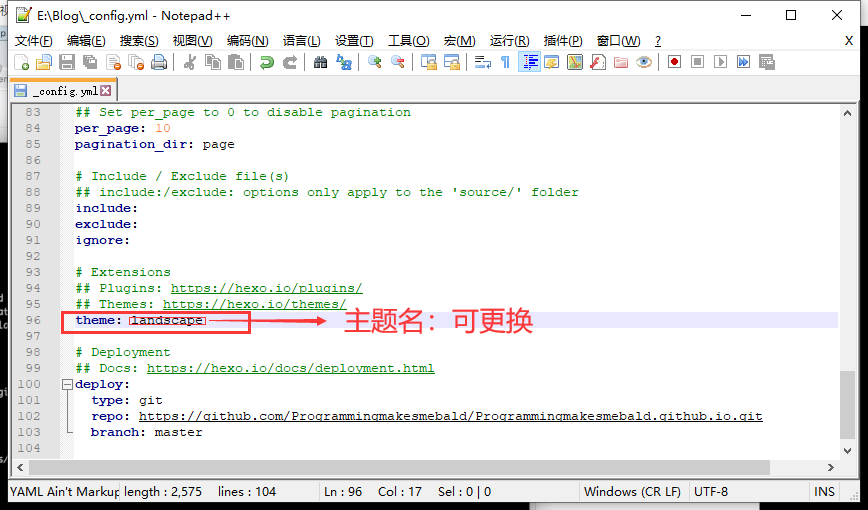 E:\Blog\_config.yml - Notepad++
文件(F) 编辑(E) 搜索(S) 视图(V) 编码(N) 语言(L) 设置(T) 工具(O) 宏(M) 运行(R) 插件(P) 窗口(W) ? X
_config.yml
83 ## Set per_page to 0 to disable pagination
84 per_page: 10
85 pagination_dir: page
86
87 # Include / Exclude file(s)
88 ## include:/exclude: options only apply to the 'source/' folder
89 include:
90 exclude:
91 ignore:
92
93 # Extensions
94 ## Plugins: https://hexo.io/plugins/
95 ## Themes: https://hexo.io/themes/
96 theme: landscape 主题名：可更换
97
98 # Deployment
99 ## Docs: https://hexo.io/docs/deployment.html
100 deploy:
101 type: git
102 repo: https://github.com/Programmingmakesmebald/Programmingmakesmebald.github.io.git
103 branch: master
104
YAML Ain't Markup length : 2,575 lines : 104 Ln : 96 Col : 17 Sel : 0 | 0 Windows (CR LF) UTF-8 INS